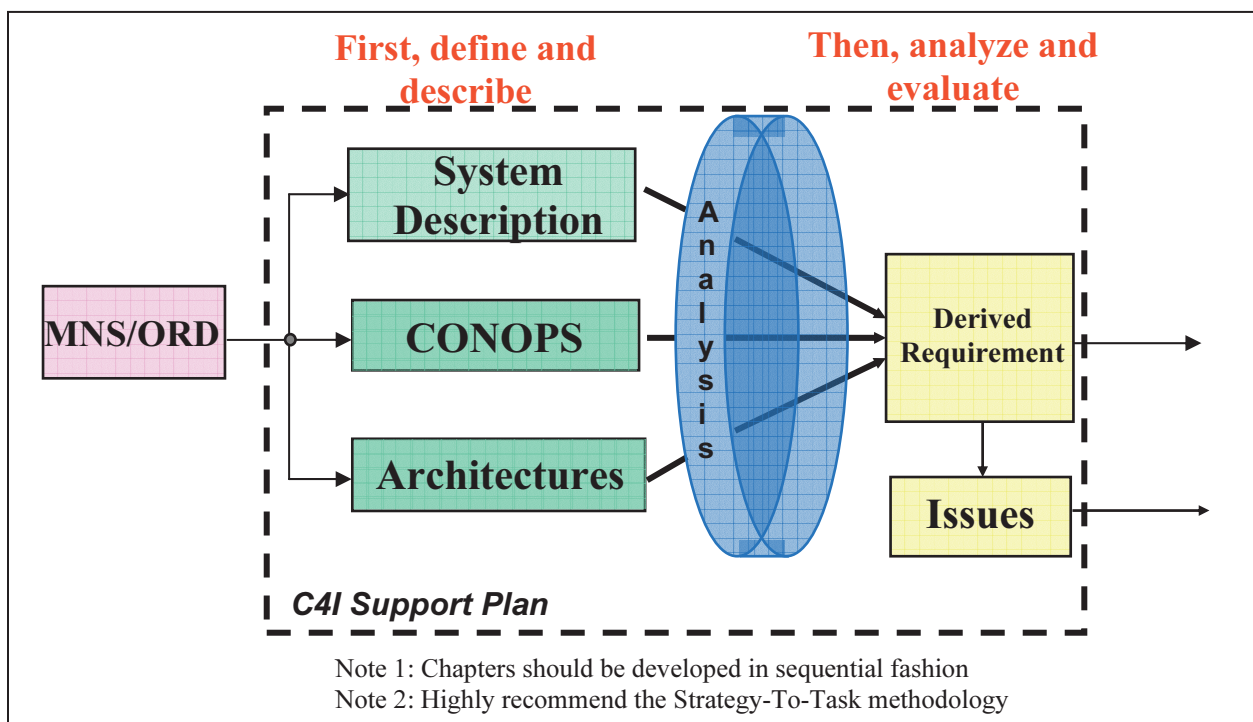 First, define and
describe
Then, analyze and
evaluate
System
Description
MNS/ORD
CONOPS
Architectures
Analysis
Derived
Requirement
Issues
C4I Support Plan
Note 1: Chapters should be developed in sequential fashion
Note 2: Highly recommend the Strategy-To-Task methodology